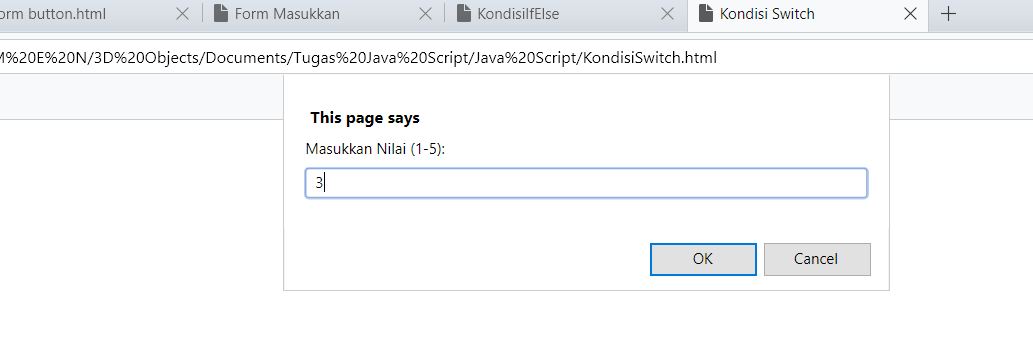 orm button.html
Form Masukkan
KondisiIfElse
Kondisi Switch
M%20E%20N/3D%20Objects/Documents/Tugas%20Java%20Script/Java%20Script/KondisiSwitch.html
This page says
Masukkan Nilai (1-5):
3
OK
Cancel